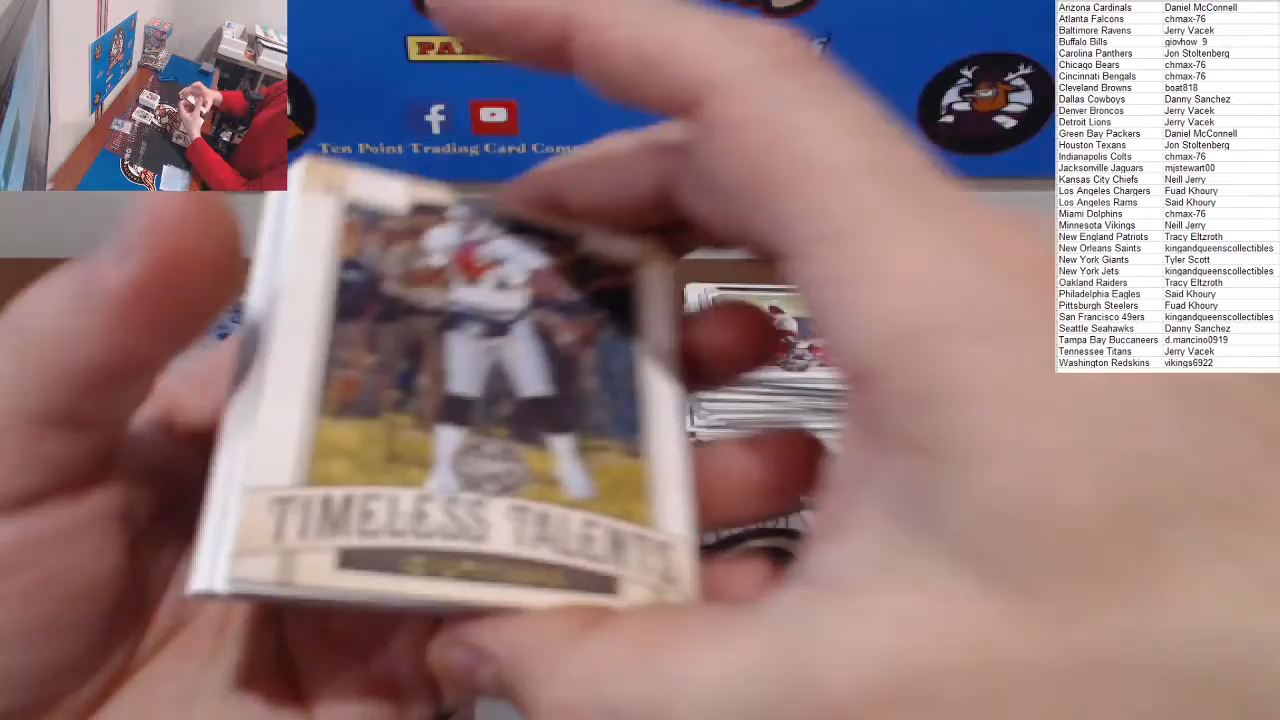 Arizona Cardinals Daniel McConnell
Atlanta Falcons chmax-76
Baltimore Ravens Jerry Vacek
Buffalo Bills giovhow_9
Carolina Panthers Jon Stoltenberg
Chicago Bears chmax-76
Cincinnati Bengals chmax-76
Cleveland Browns boat818
Dallas Cowboys Danny Sanchez
Denver Broncos Jerry Vacek
Detroit Lions Jerry Vacek
Green Bay Packers Daniel McConnell
Houston Texans Jon Stoltenberg
Indianapolis Colts chmax-76
Jacksonville Jaguars mjstewart00
Kansas City Chiefs Neill Jerry
Los Angeles Chargers Fuad Khoury
Los Angeles Rams Said Khoury
Miami Dolphins chmax-76
Minnesota Vikings Neill Jerry
New England Patriots Tracy Eltzroth
New Orleans Saints kingandqueenscollectibles
New York Giants Tyler Scott
New York Jets kingandqueenscollectibles
Oakland Raiders Tracy Eltzroth
Philadelphia Eagles Said Khoury
Pittsburgh Steelers Fuad Khoury
San Francisco 49ers kingandqueenscollectibles
Seattle Seahawks Danny Sanchez
Tampa Bay Buccaneers d.mancino0919
Tennessee Titans Jerry Vacek
Washington Redskins vikings6922
PA
f
Ten Point Trading Card Com
TIMELESS TALENTS